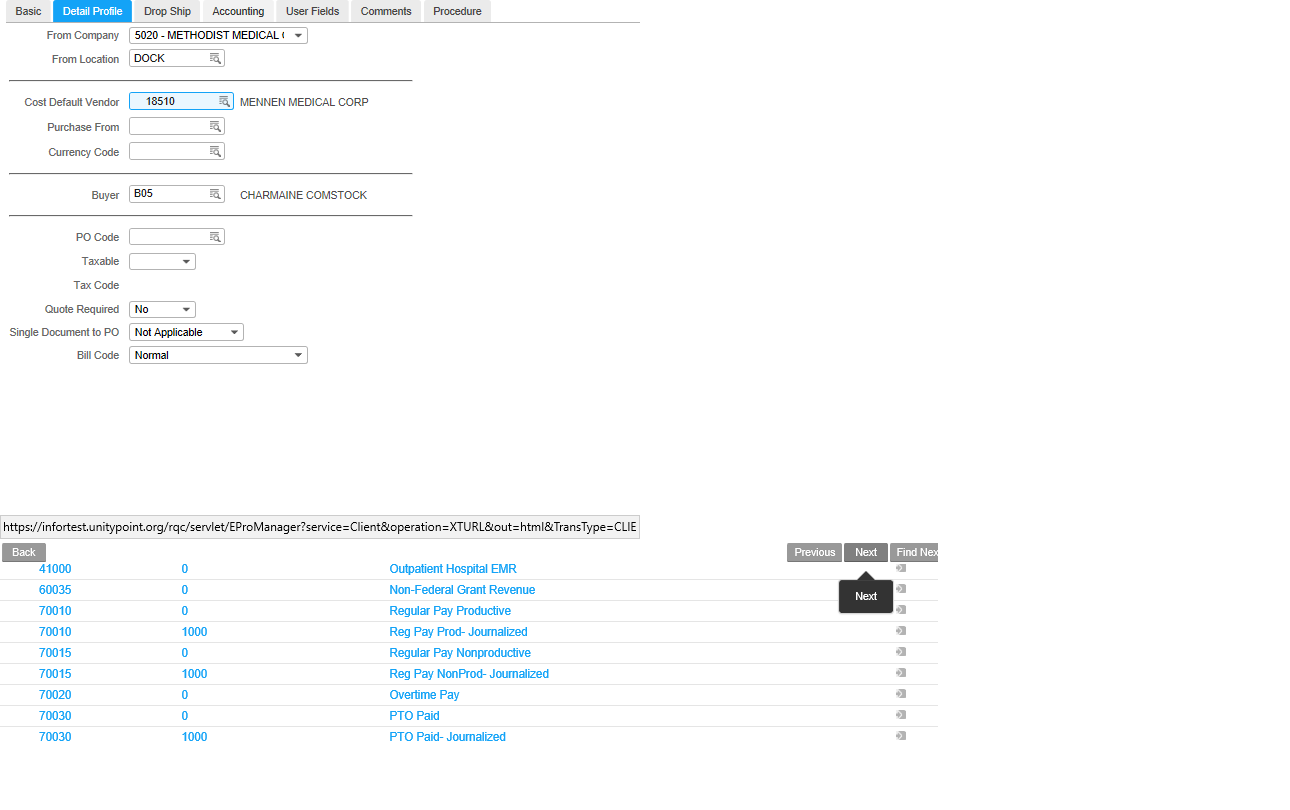 Basic Detail Profile Drop Ship Accounting User Fields Comments Procedure
From Company 5020 - METHODIST MEDICAL
From Location DOCK
Cost Default Vendor 18510 MENNEN MEDICAL CORP
Purchase From
Currency Code
Buyer B05 CHARMAINE COMSTOCK
PO Code
Taxable
Tax Code
Quote Required No
Single Document to PO Not Applicable
Bill Code Normal
https://infortest.unitypoint.org/rqc/servlet/EProManager?service=Client&operation=XTURL&out=html&TransType=CLIE
Back Previous Next Find Nex
41000 0 Outpatient Hospital EMR
60035 0 Non-Federal Grant Revenue
Next
70010 0 Regular Pay Productive
70010 1000 Reg Pay Prod- Journalized
70015 0 Regular Pay Nonproductive
70015 1000 Reg Pay NonProd- Journalized
70020 0 Overtime Pay
70030 0 PTO Paid
70030 1000 PTO Paid- Journalized